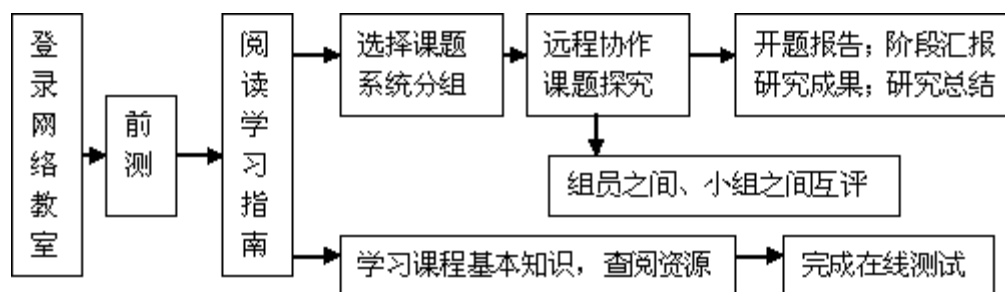 登录网络教室
前测
阅读学习指南
选择课题
系统分组
远程协作
课题探究
开题报告；阶段汇报
研究成果；研究总结
组员之间、小组之间互评
学习课程基本知识，查阅资源
完成在线测试